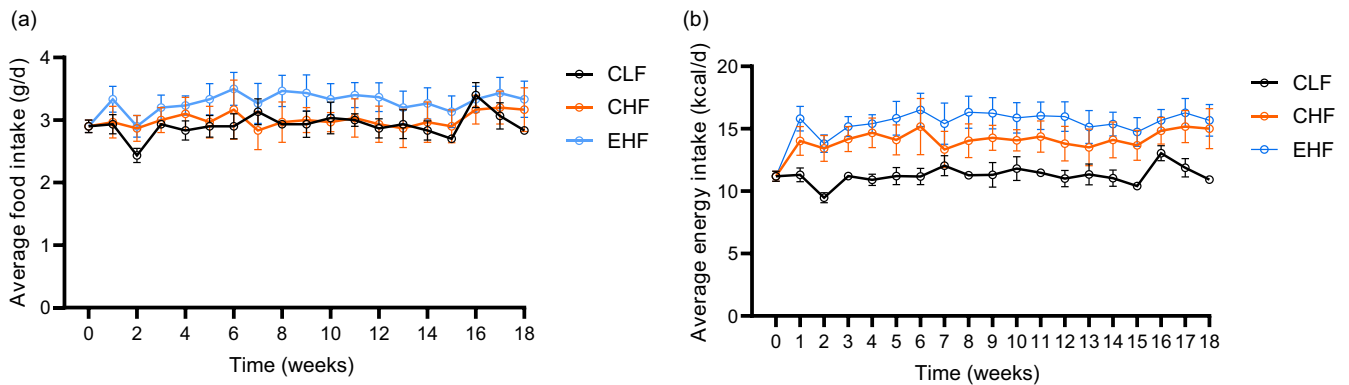 (a)
Average food intake (g/d)
4
3
2
1
0
0 2 4 6 8 10 12 14 16 18
Time (weeks)
CLF
CHF
EHF
(b)
Average energy intake (kcal/d)
20
15
10
5
0
0 1 2 3 4 5 6 7 8 9 10 11 12 13 14 15 16 17 18
Time (weeks)
CLF
CHF
EHF